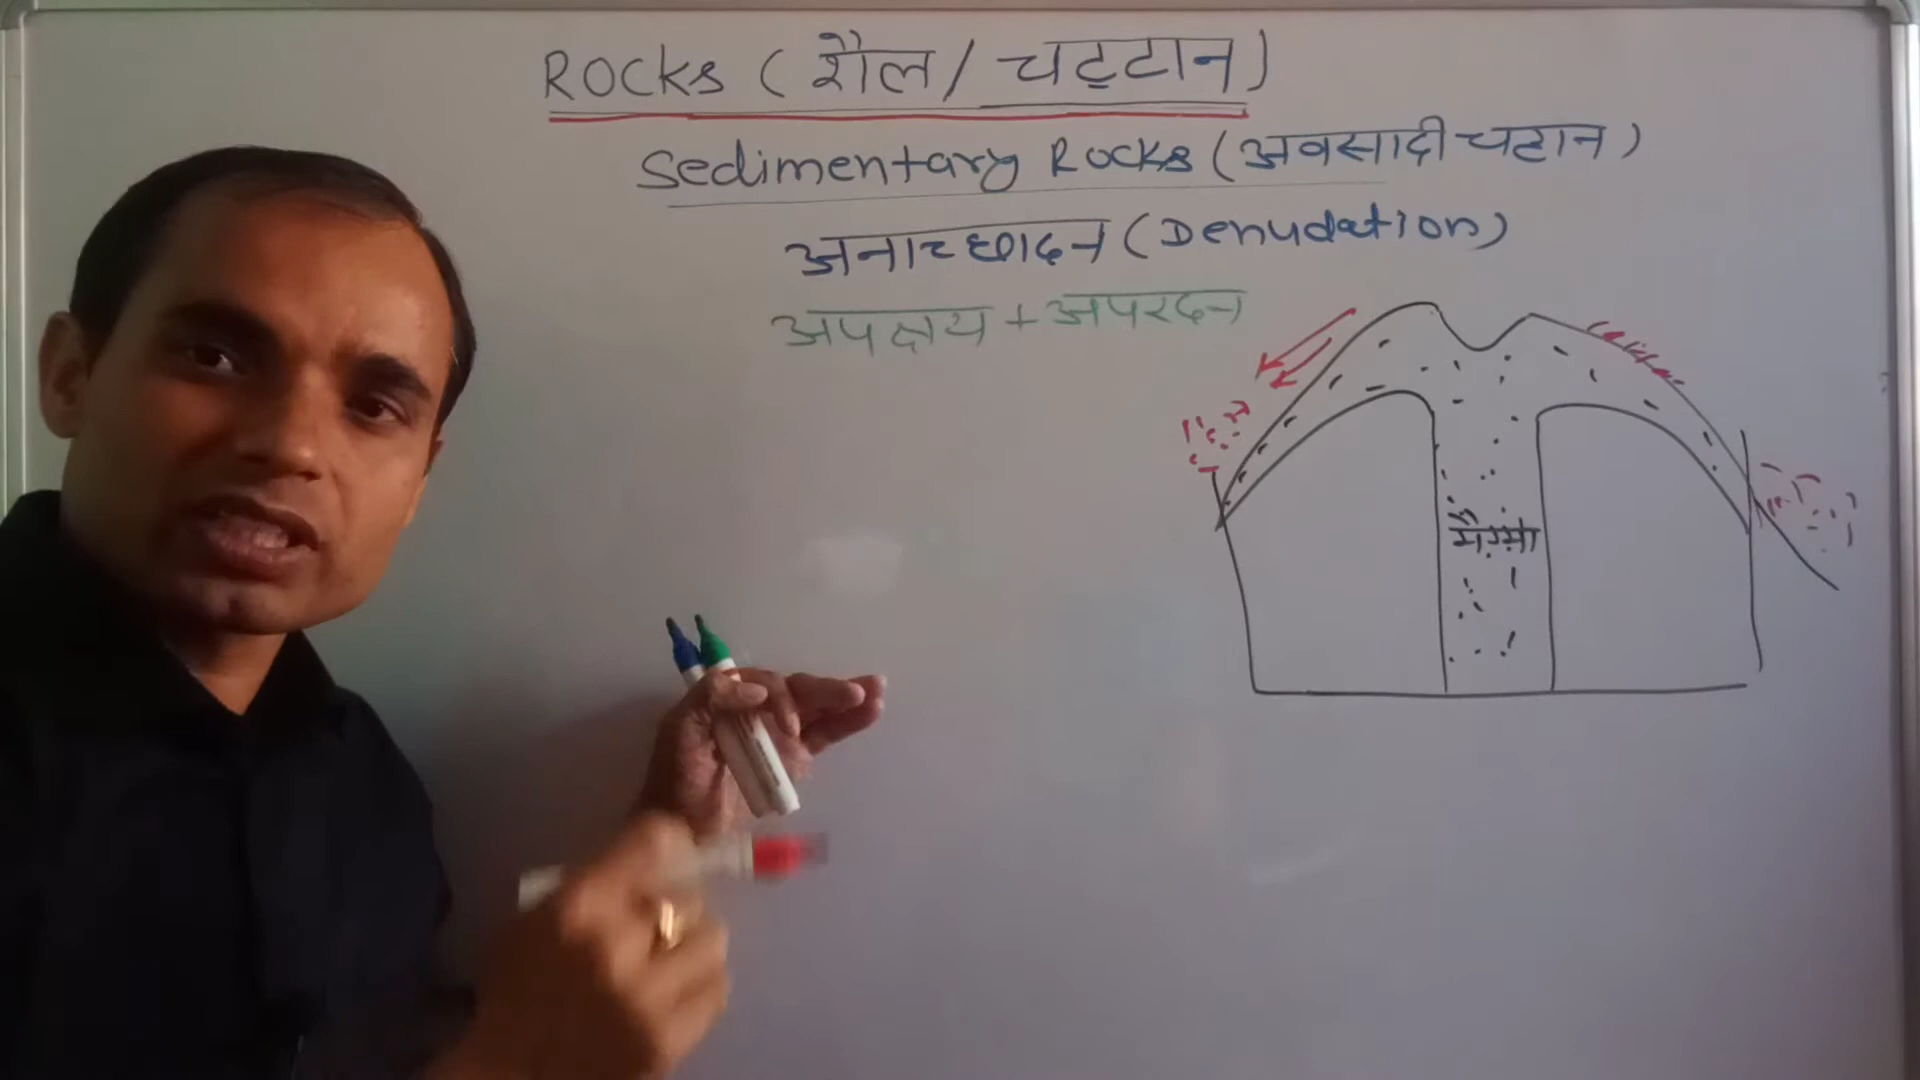 Rocks (शैल/चट्टान)
Sedimentary Rocks (अवसादी चट्टान)
अनाच्छादन (Denudation)
अपक्षय + अपरदन
मैग्मा